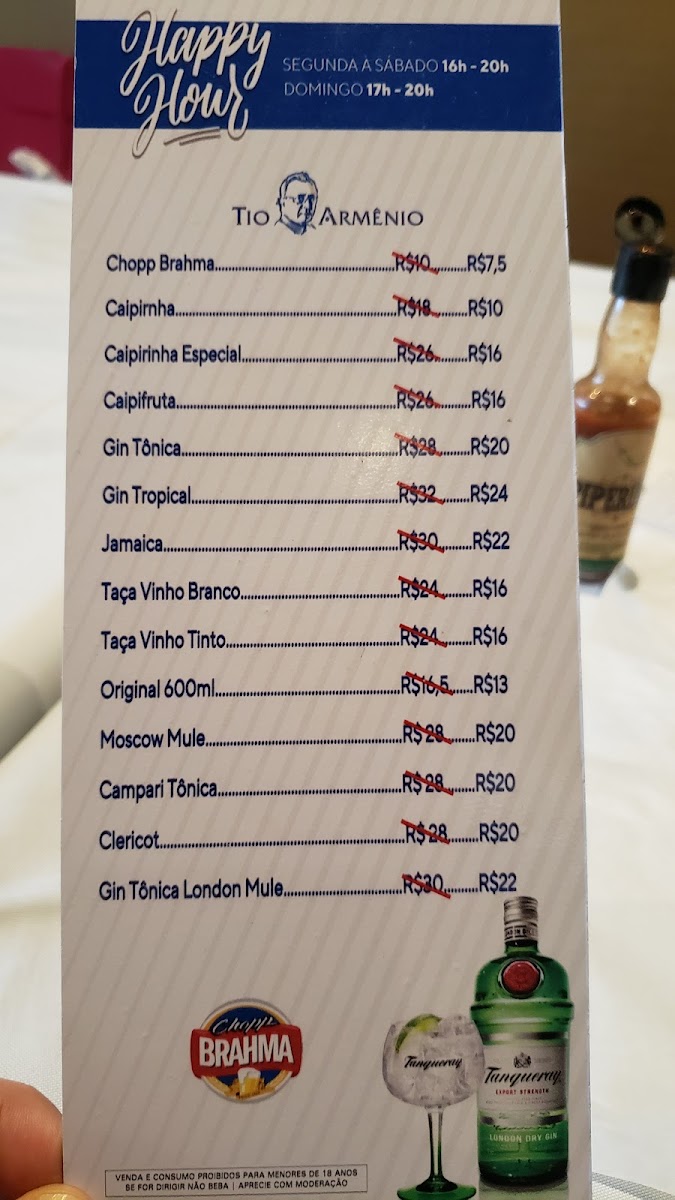 Happy
Hour
SEGUNDA À SÁBADO 16h - 20h
DOMINGO 17h - 20h
TIO ARMÊNIO
Chopp Brahma R$10 R$7,5
Caipirnha R$18 R$10
Caipirinha Especial R$26 R$16
Caipifruta R$26 R$16
Gin Tônica R$28 R$20
Gin Tropical R$32 R$24
Jamaica R$30 R$22
Taça Vinho Branco R$24 R$16
Taça Vinho Tinto R$24 R$16
Original 600ml R$16,5 R$13
Moscow Mule R$28 R$20
Campari Tônica R$28 R$20
Clericot R$28 R$20
Gin Tônica London Mule R$30 R$22
Chopp
BRAHMA
Tanqueray
Tanqueray
EXPORT STRENGTH
LONDON DRY GIN
VENDA E CONSUMO PROIBIDOS PARA MENORES DE 18 ANOS
SE FOR DIRIGIR NÃO BEBA | APRECIE COM MODERAÇÃO